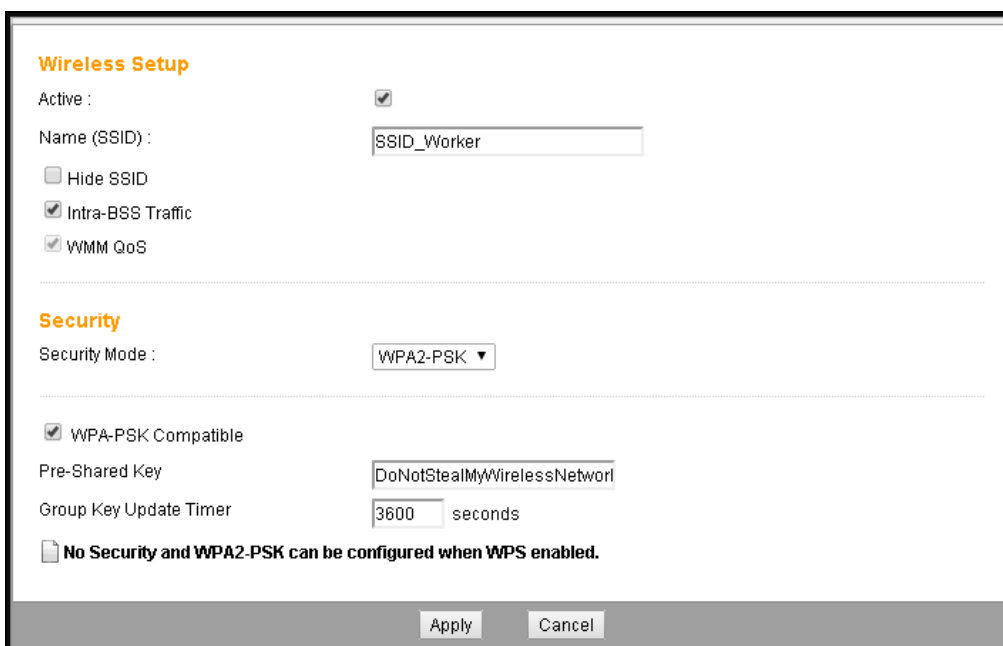 Wireless Setup
Active :
Name (SSID) : SSID_Worker
Hide SSID
Intra-BSS Traffic
WMM QoS
Security
Security Mode : WPA2-PSK
WPA-PSK Compatible
Pre-Shared Key DoNotStealMyWirelessNetwor
Group Key Update Timer 3600 seconds
No Security and WPA2-PSK can be configured when WPS enabled.
Apply Cancel